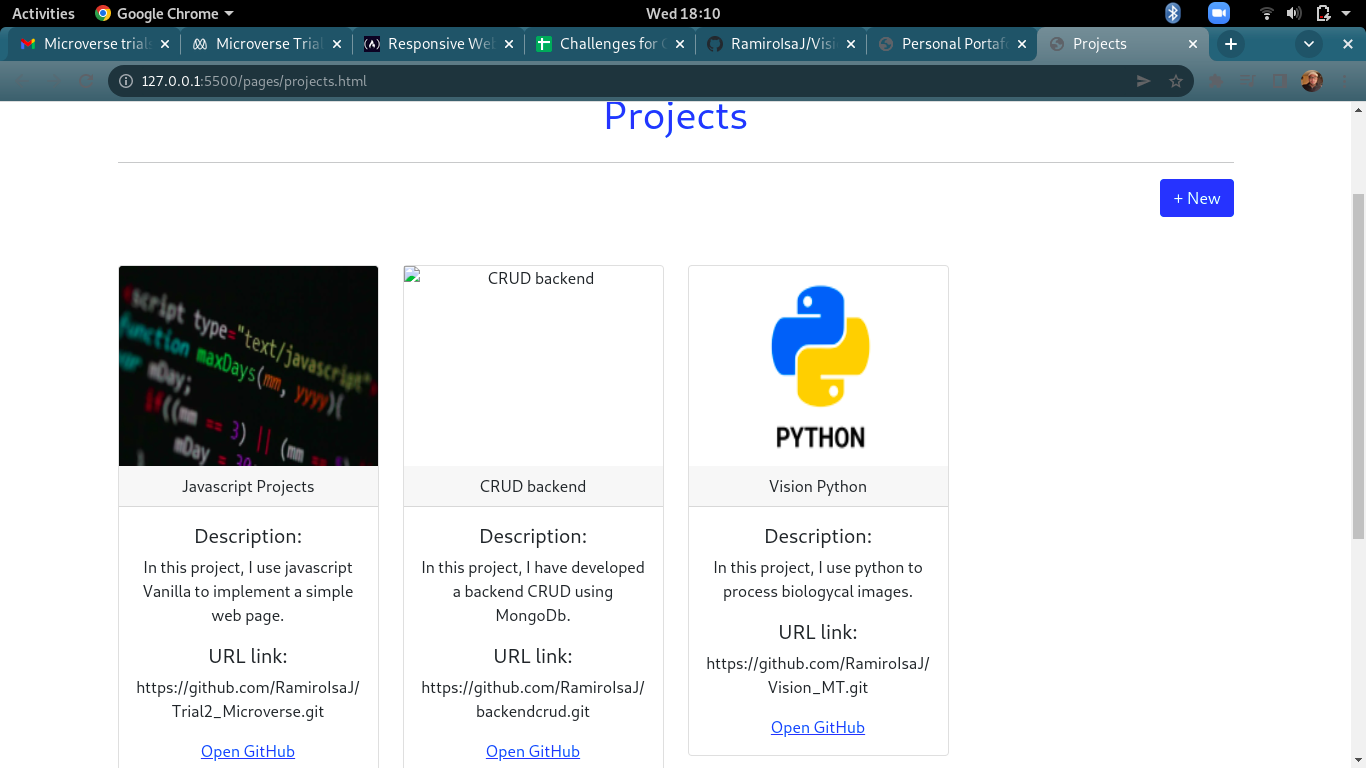 Activities
Google Chrome
Wed 18:10
Microverse trials
Microverse Trial
Responsive Web
Challenges for
RamiroIsaJ/Visi
Personal Portaf
Projects
127.0.0.1:5500/pages/projects.html
Projects
+ New
script type="text/javascript"
function maxDays(mm, yyyy){
var mDay;
if((mm == 3) || (mm ==
mDay =
CRUD backend
PYTHON
Javascript Projects
CRUD backend
Vision Python
Description:
In this project, I use javascript
Vanilla to implement a simple
web page.
URL link:
https://github.com/RamiroIsaJ/
Trial2_Microverse.git
Open GitHub
Description:
In this project, I have developed
a backend CRUD using
MongoDb.
URL link:
https://github.com/RamiroIsaJ/
backendcrud.git
Open GitHub
Description:
In this project, I use python to
process biologycal images.
URL link:
https://github.com/RamiroIsaJ/
Vision_MT.git
Open GitHub